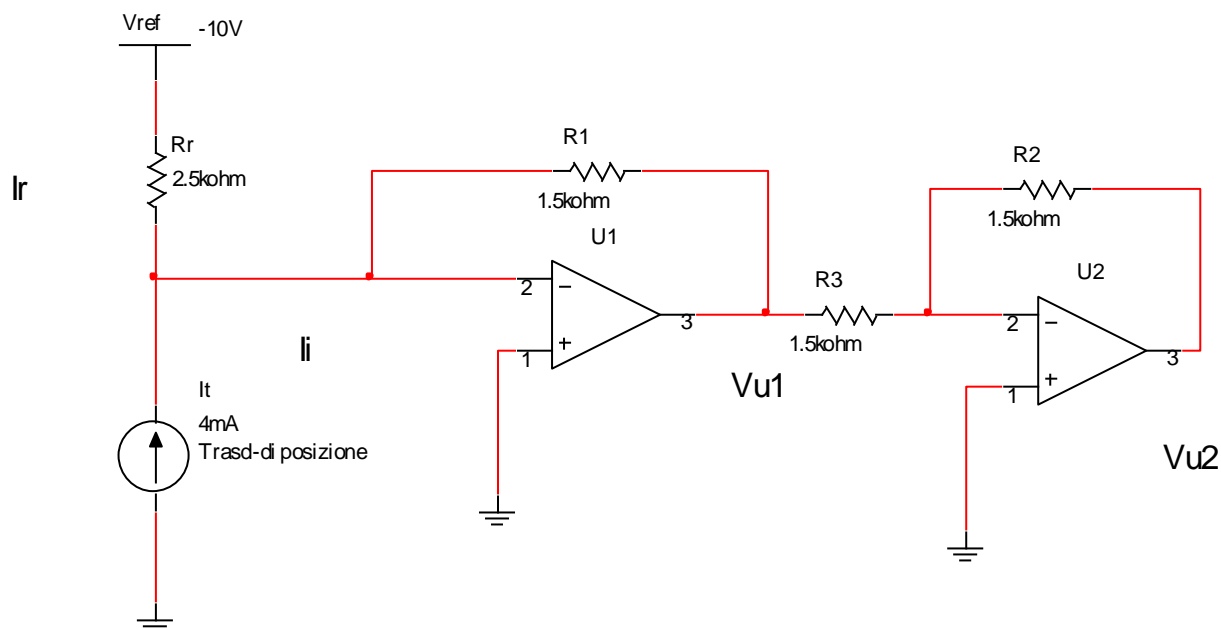 Vref
-10V
Rr
2.5kohm
Ir
R1
1.5kohm
U1
2
3
1
R3
1.5kohm
R2
1.5kohm
U2
2
3
1
Ii
Vu1
It
4mA
Trasd-di posizione
Vu2